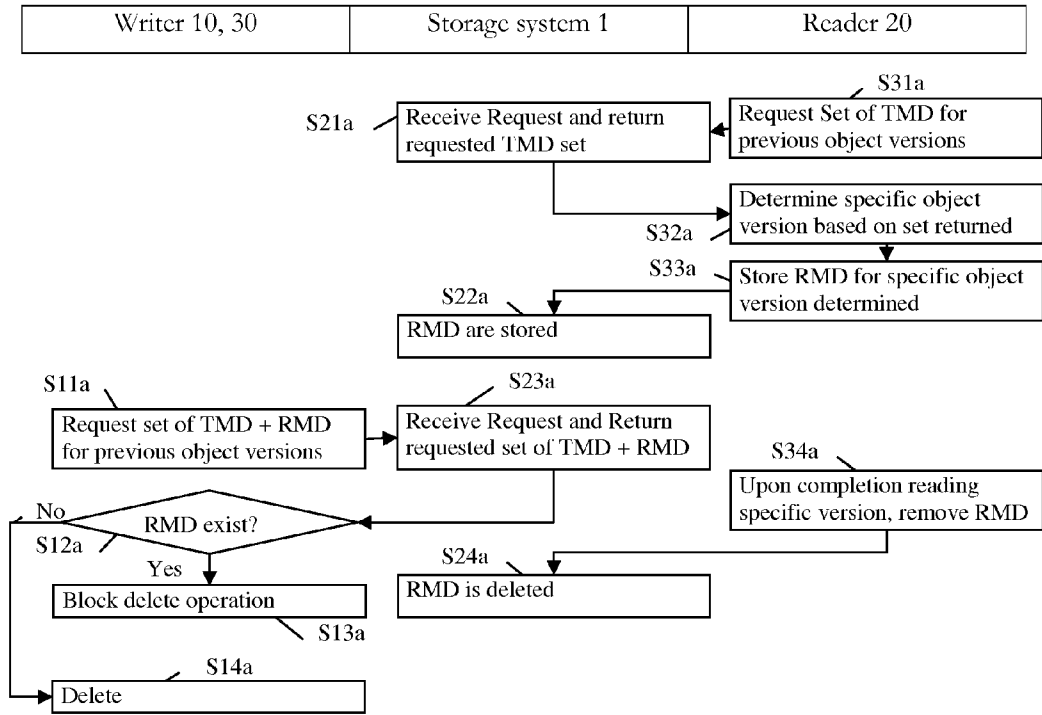 Writer 10, 30
Storage system 1
Reader 20
S31a
S21a
Receive Request and return
requested TMD set
Request Set of TMD for
previous object versions
Determine specific object
version based on set returned
S32a
S33a
Store RMD for specific object
version determined
S22a
RMD are stored
S11a
S23a
Request set of TMD + RMD
for previous object versions
Receive Request and Return
requested set of TMD + RMD
S34a
Upon completion reading
specific version, remove RMD
No
RMD exist?
S12a
S24a
Yes
RMD is deleted
Block delete operation
S13a
S14a
Delete